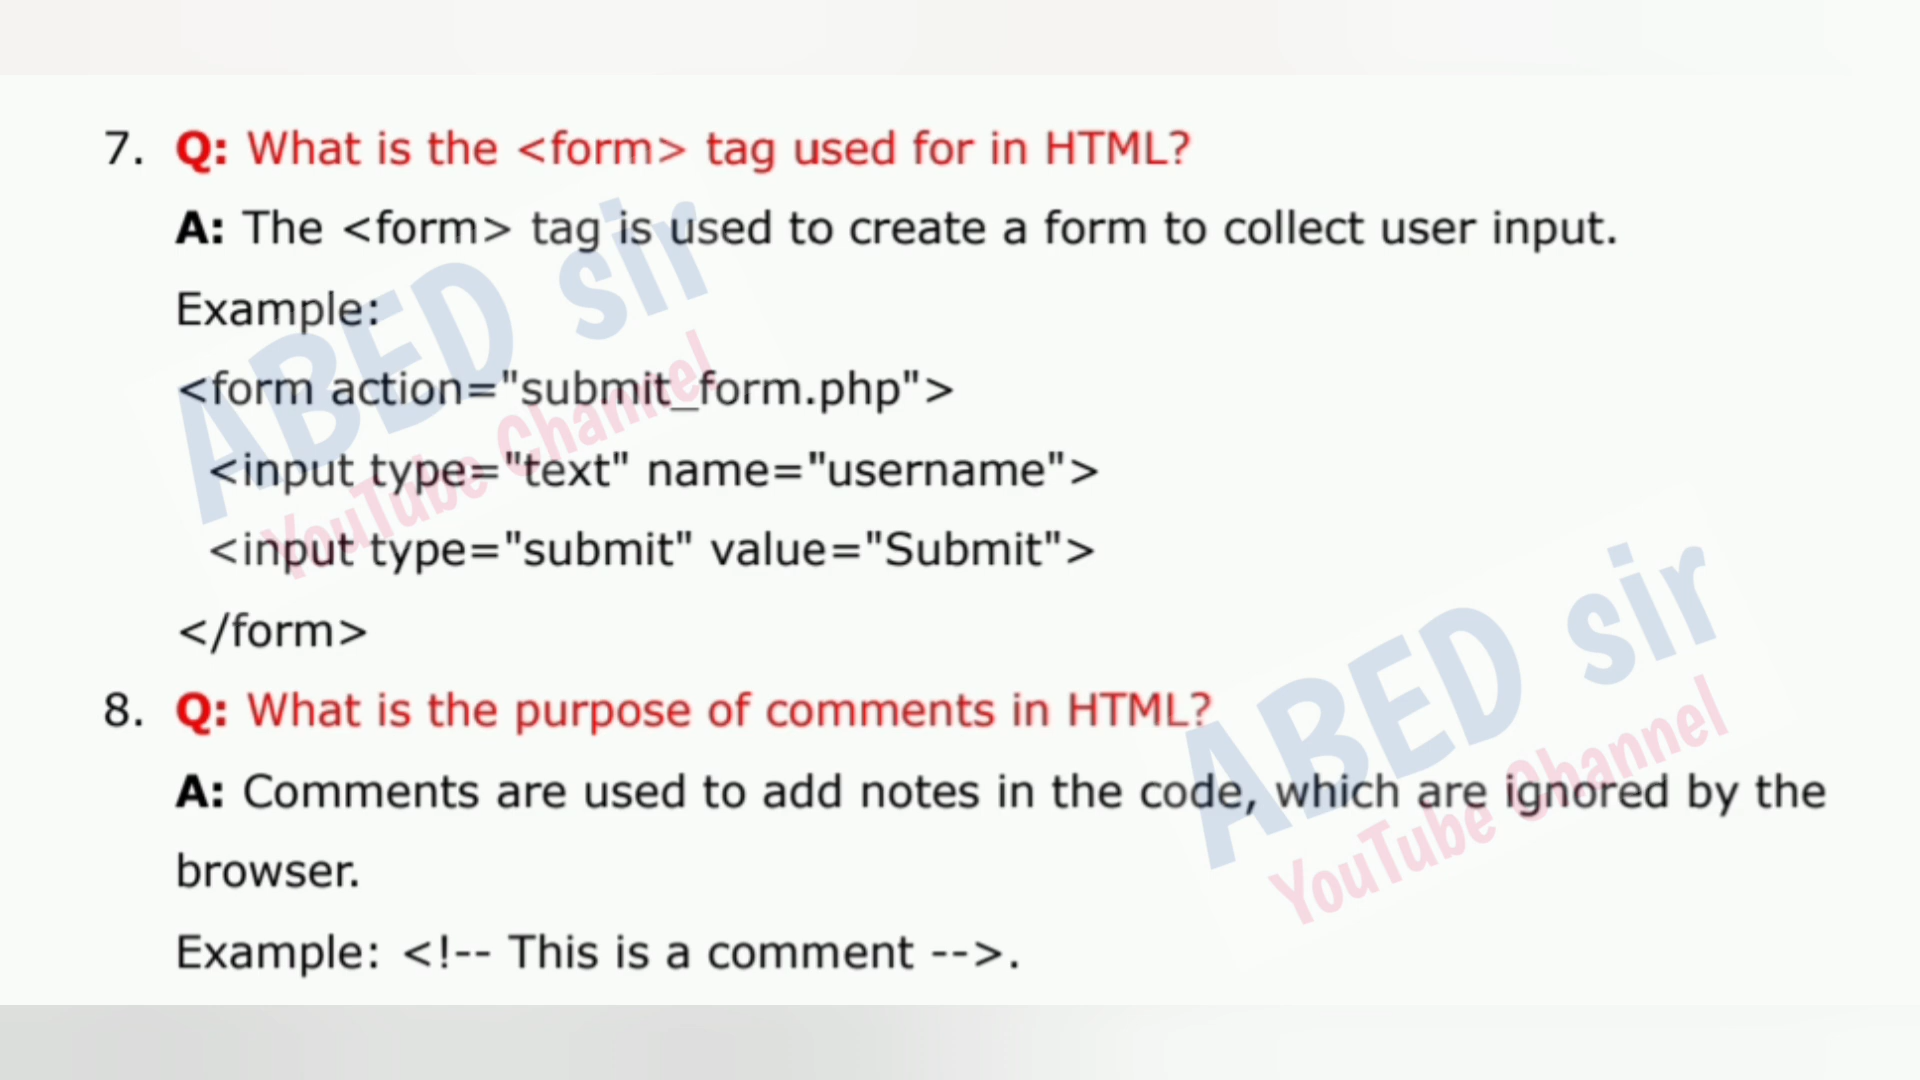 7. Q: What is the <form> tag used for in HTML?
A: The <form> tag is used to create a form to collect user input.
Example:
<form action="submit_form.php">
<input type="text" name="username">
<input type="submit" value="Submit">
</form>
8. Q: What is the purpose of comments in HTML?
A: Comments are used to add notes in the code, which are ignored by the
browser.
Example: <!-- This is a comment -->.
ABED sir
YouTube Channel
ABED sir
YouTube Channel